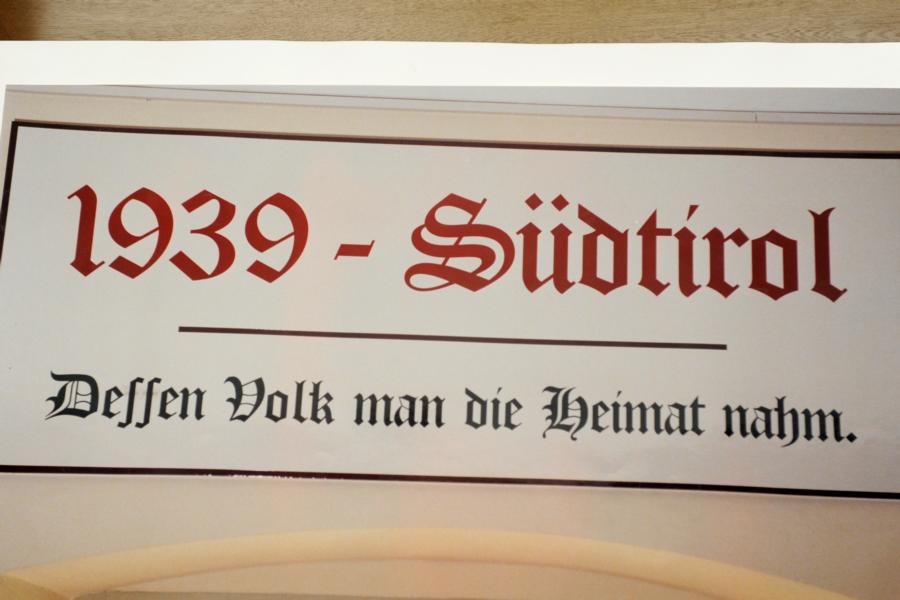 1939 - Südtirol
Deſſen Volk man die Heimat nahm.